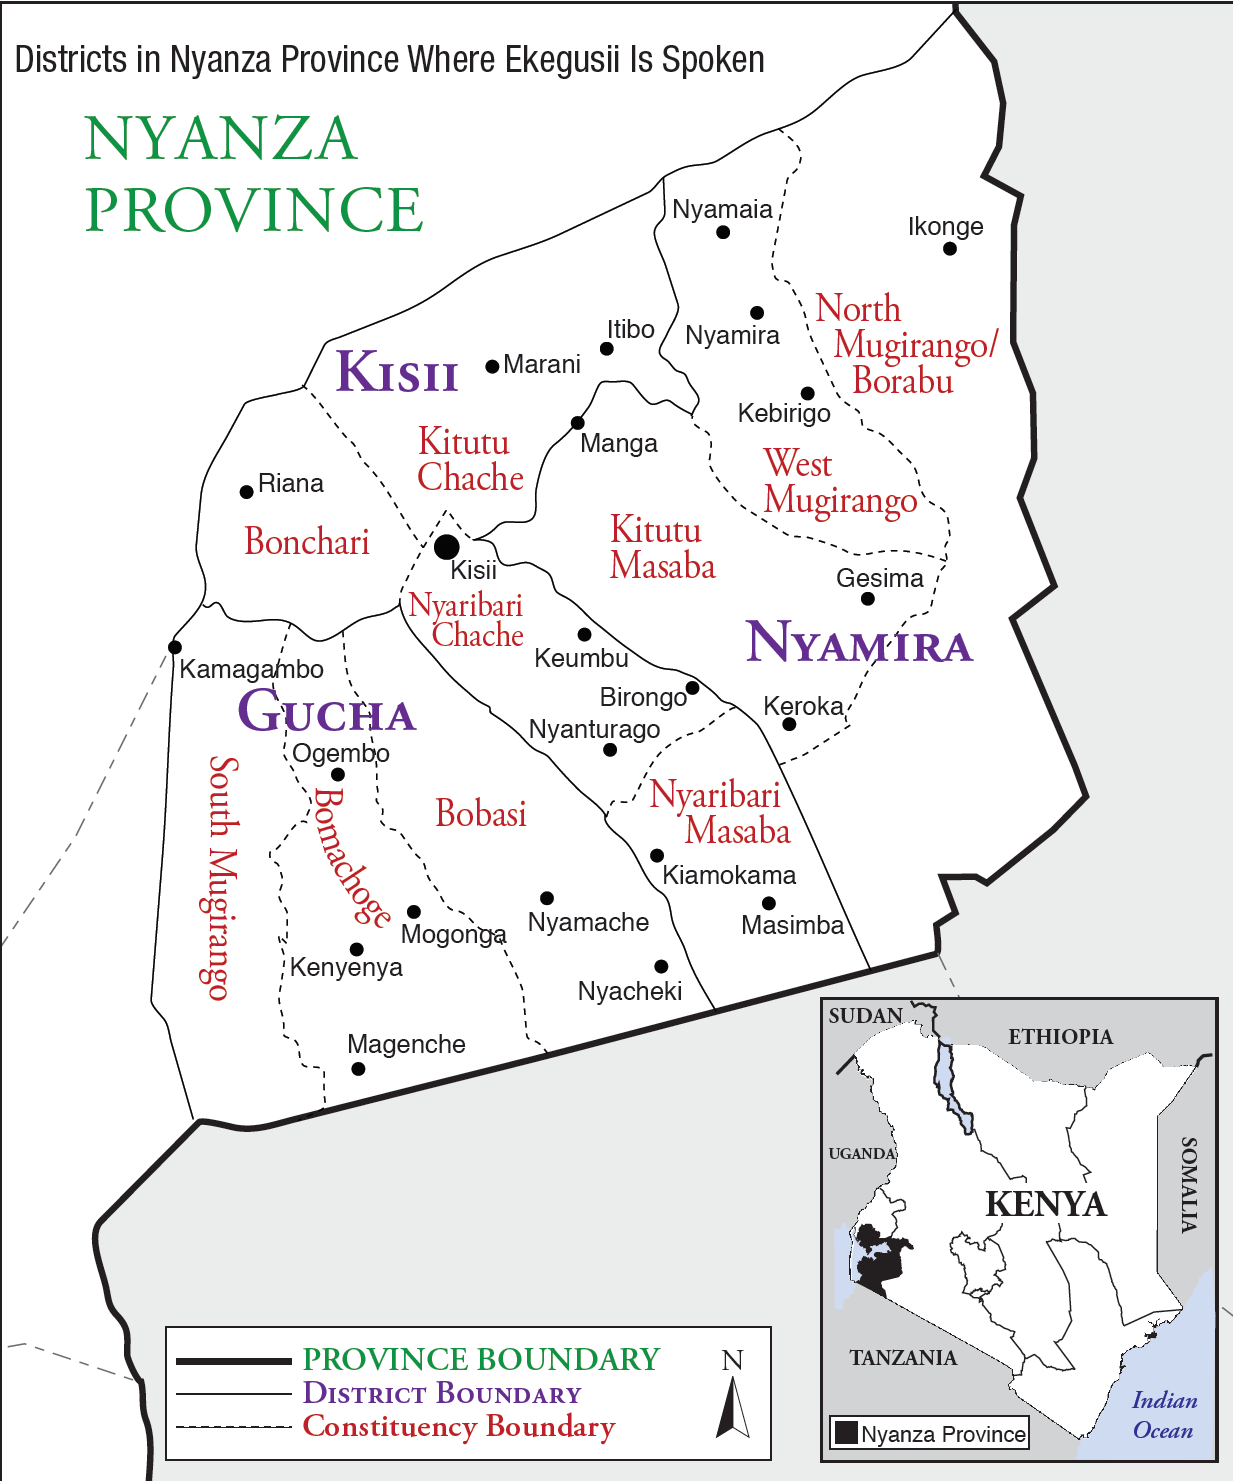 Districts in Nyanza Province Where Ekegusii Is Spoken
NYANZA
PROVINCE
Nyamaia
Ikonge
North
Mugirango/
Borabu
Nyamira
Itibo
KISII
Marani
Kebirigo
Manga
Kitutu
Chache
West
Mugirango
Riana
Bonchari
Kitutu
Masaba
Kisii
Gesima
Nyaribari
Chache
NYAMIRA
Keumbu
Kamagambo
Birongo
Keroka
GUCHA
Nyanturago
Ogembo
South Mugirango
Bomachoge
Bobasi
Nyaribari
Masaba
Kiamokama
Masimba
Nyamache
Mogonga
Kenyenya
Nyacheki
Magenche
SUDAN
ETHIOPIA
UGANDA
SOMALIA
KENYA
TANZANIA
Indian
Ocean
Nyanza Province
PROVINCE BOUNDARY
DISTRICT BOUNDARY
Constituency Boundary
N